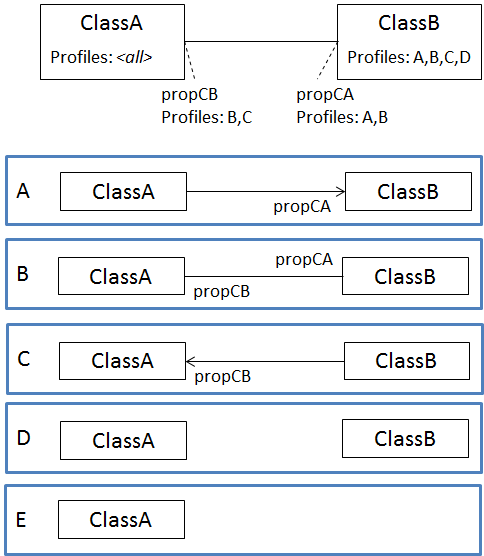 ClassA
Profiles: <all>
ClassB
Profiles: A,B,C,D
propCB
Profiles: B,C
propCA
Profiles: A,B
A
ClassA
propCA
ClassB
B
ClassA
propCB
propCA
ClassB
C
ClassA
propCB
ClassB
D
ClassA
ClassB
E
ClassA